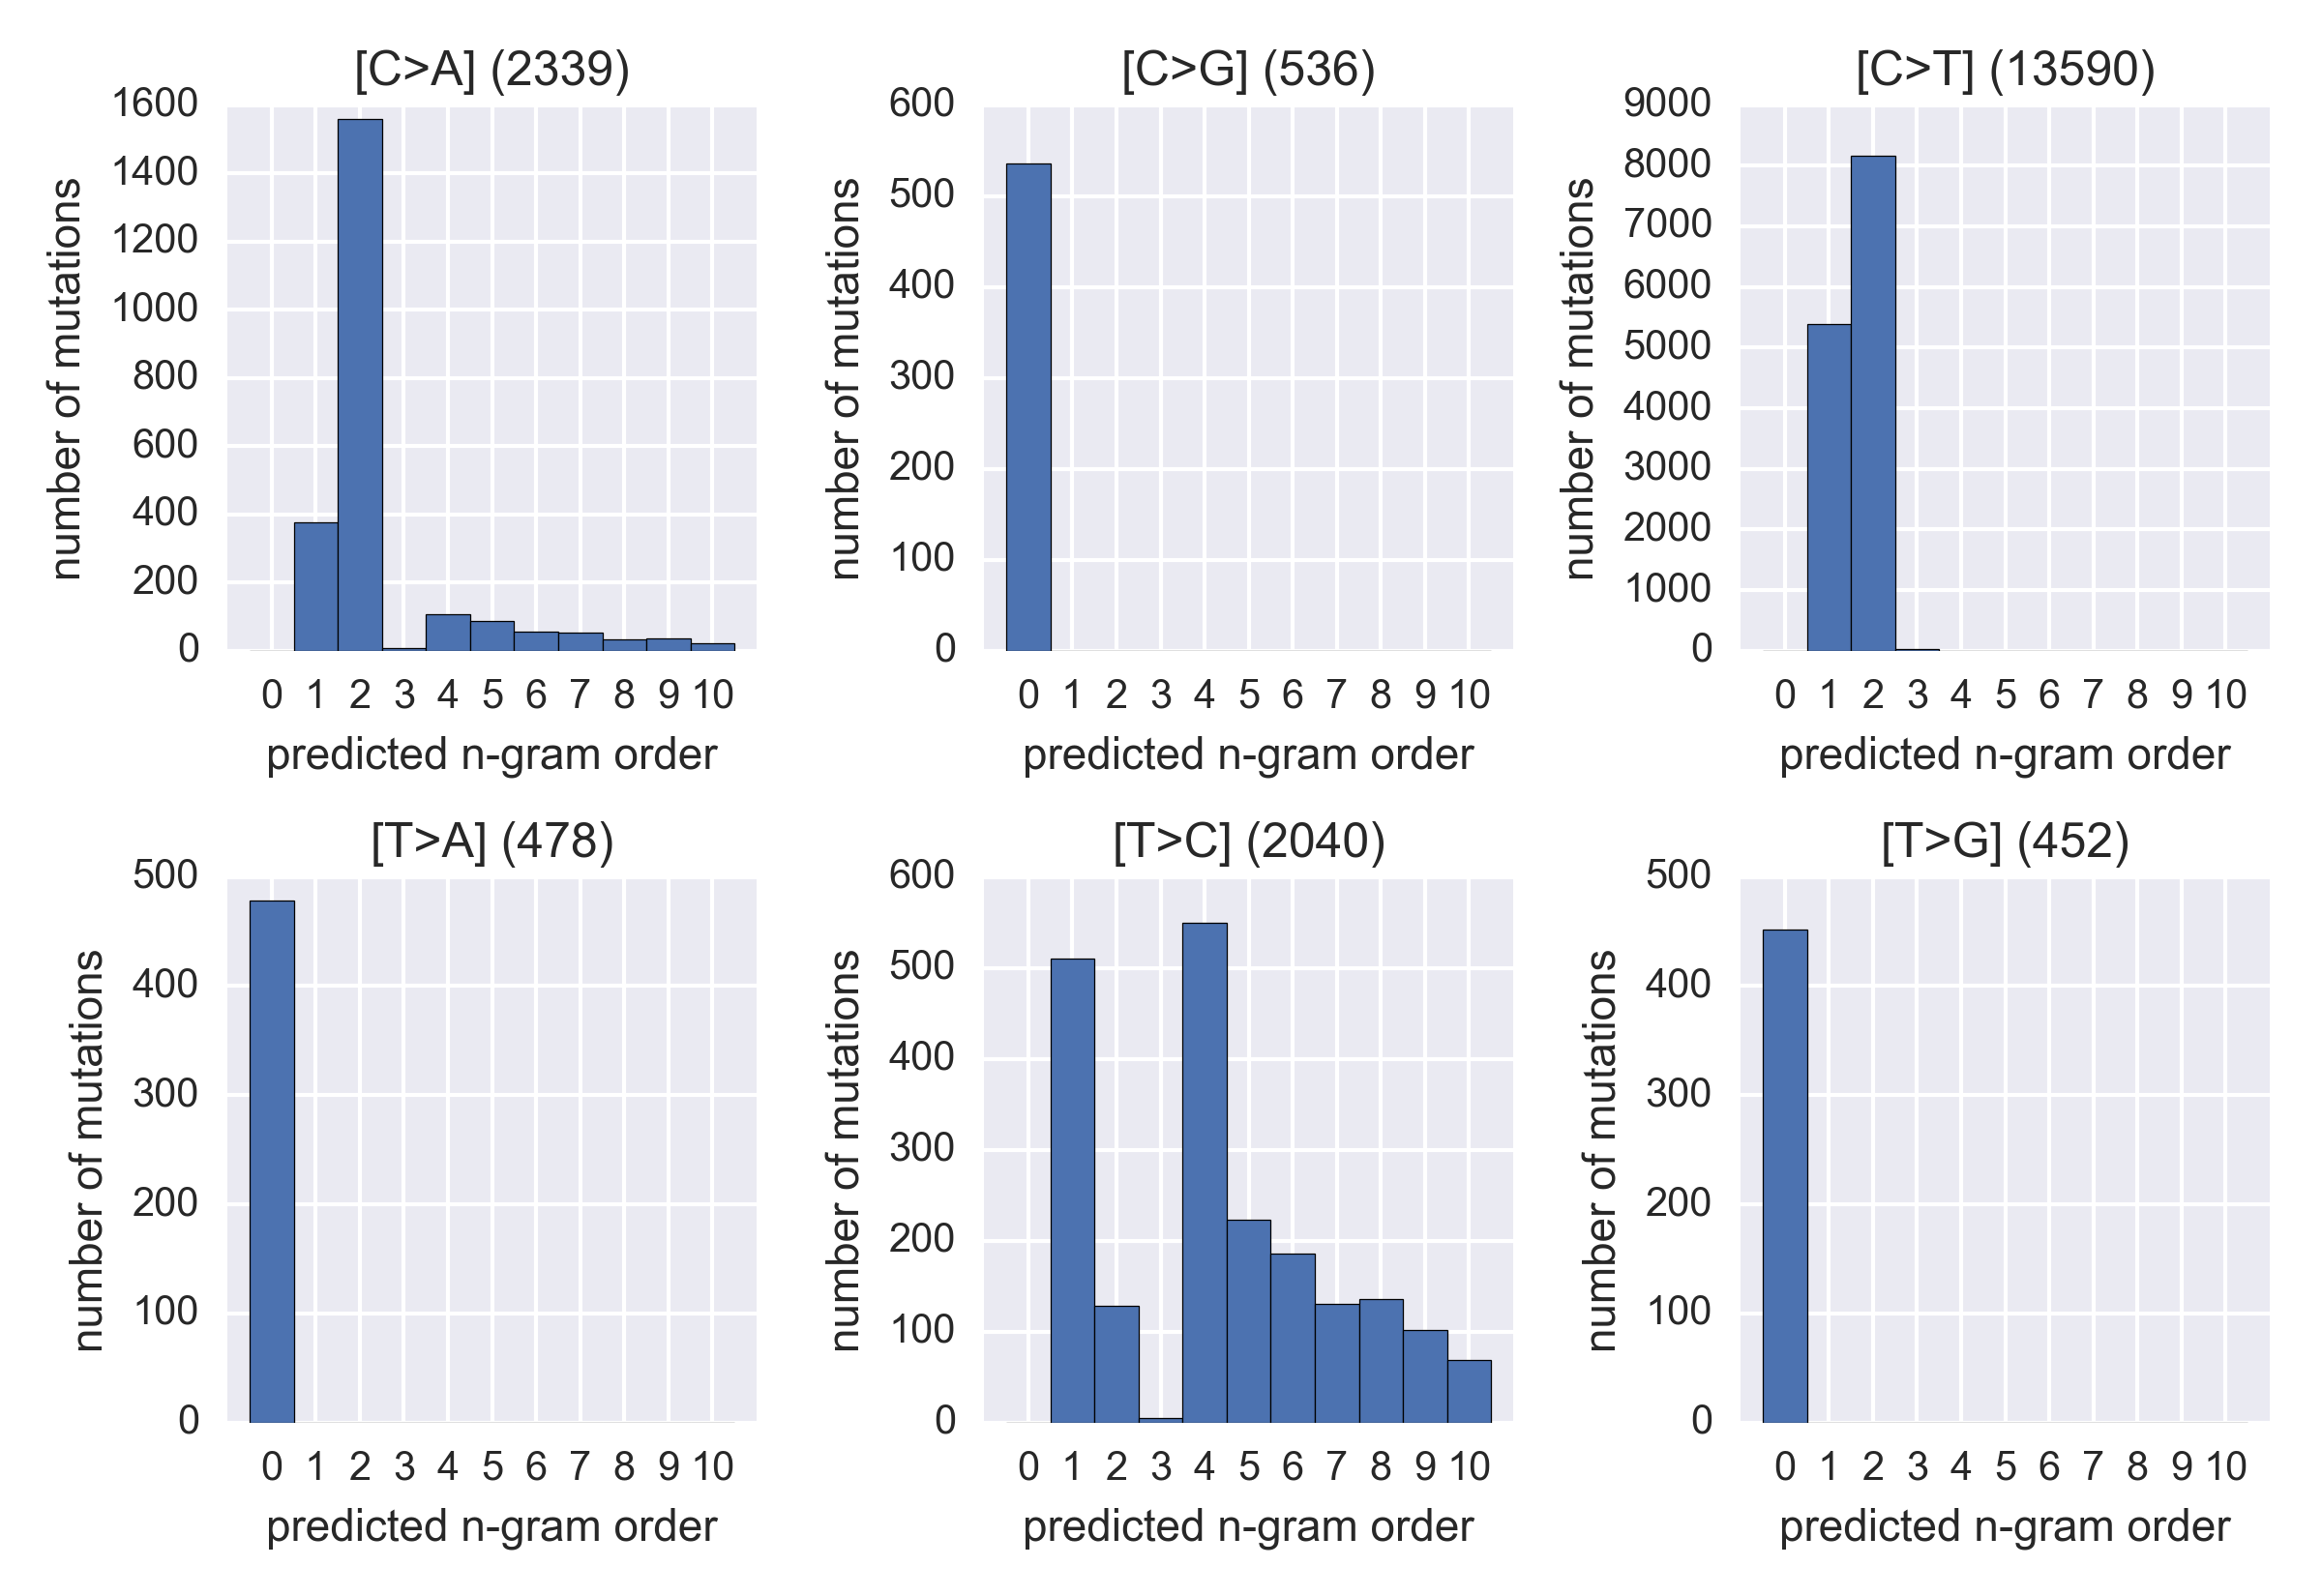 [C>A] (2339)
1600
1400
1200
1000
800
600
400
200
0
number of mutations
0 1 2 3 4 5 6 7 8 9 10
predicted n-gram order
[C>G] (536)
600
500
400
300
200
100
0
number of mutations
0 1 2 3 4 5 6 7 8 9 10
predicted n-gram order
[C>T] (13590)
9000
8000
7000
6000
5000
4000
3000
2000
1000
0
number of mutations
0 1 2 3 4 5 6 7 8 9 10
predicted n-gram order
[T>A] (478)
500
400
300
200
100
0
number of mutations
0 1 2 3 4 5 6 7 8 9 10
predicted n-gram order
[T>C] (2040)
600
500
400
300
200
100
0
number of mutations
0 1 2 3 4 5 6 7 8 9 10
predicted n-gram order
[T>G] (452)
500
400
300
200
100
0
number of mutations
0 1 2 3 4 5 6 7 8 9 10
predicted n-gram order